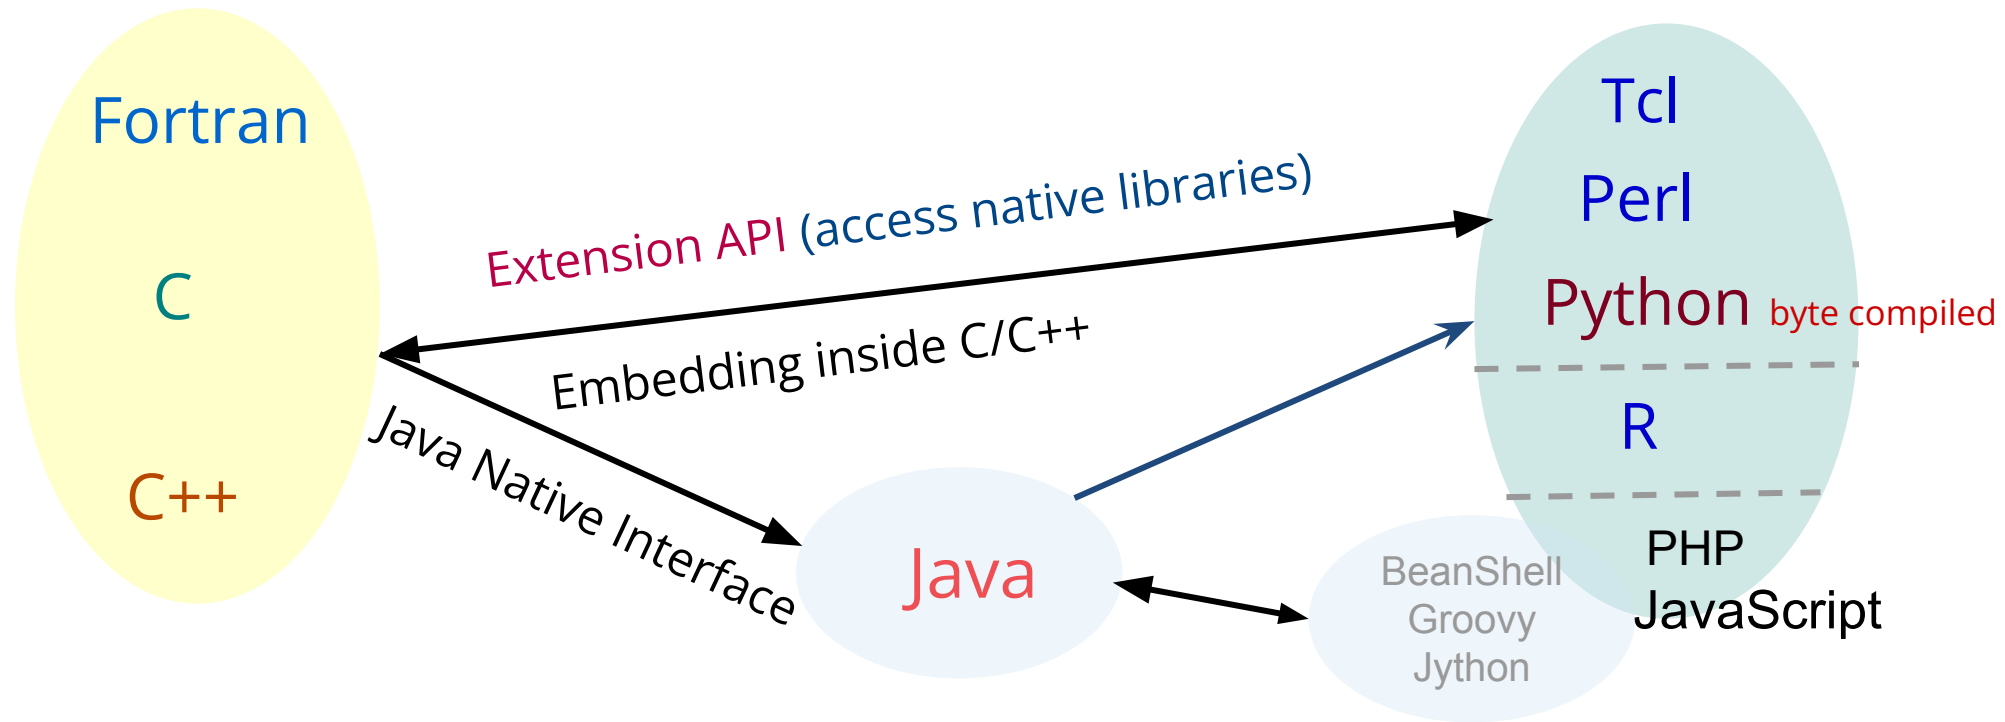 Fortran
C
C++
Extension API (access native libraries)
Embedding inside C/C++
Java Native Interface
Java
Tcl
Perl
Python byte compiled
R
PHP
JavaScript
BeanShell
Groovy
Jython